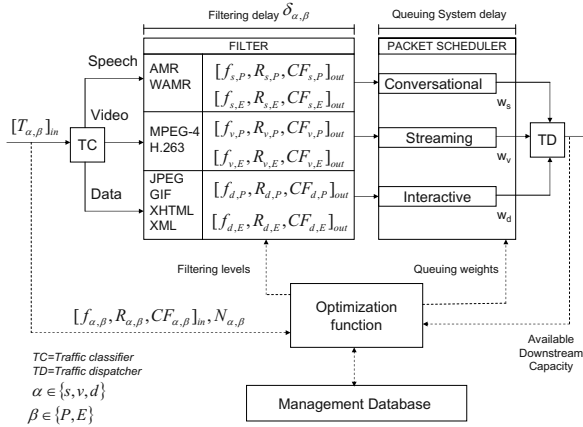 Filtering delay δα,β
Queuing System delay
FILTER
PACKET SCHEDULER
Speech
AMR
WAMR
[fs,P, Rs,P, CFs,P]out
[fs,E, Rs,E, CFs,E]out
Conversational
ws
[Tα,β]in
TC
Video
MPEG-4
H.263
[fv,P, Rv,P, CFv,P]out
[fv,E, Rv,E, CFv,E]out
Streaming
wv
TD
Data
JPEG
GIF
XHTML
XML
[fd,P, Rd,P, CFd,P]out
[fd,E, Rd,E, CFd,E]out
Interactive
wd
Filtering levels
Queuing weights
[fα,β, Rα,β, CFα,β]in, Nα,β
Optimization
function
Available
Downstream
Capacity
TC=Traffic classifier
TD=Traffic dispatcher
α ∈ {s,v,d}
β ∈ {P,E}
Management Database